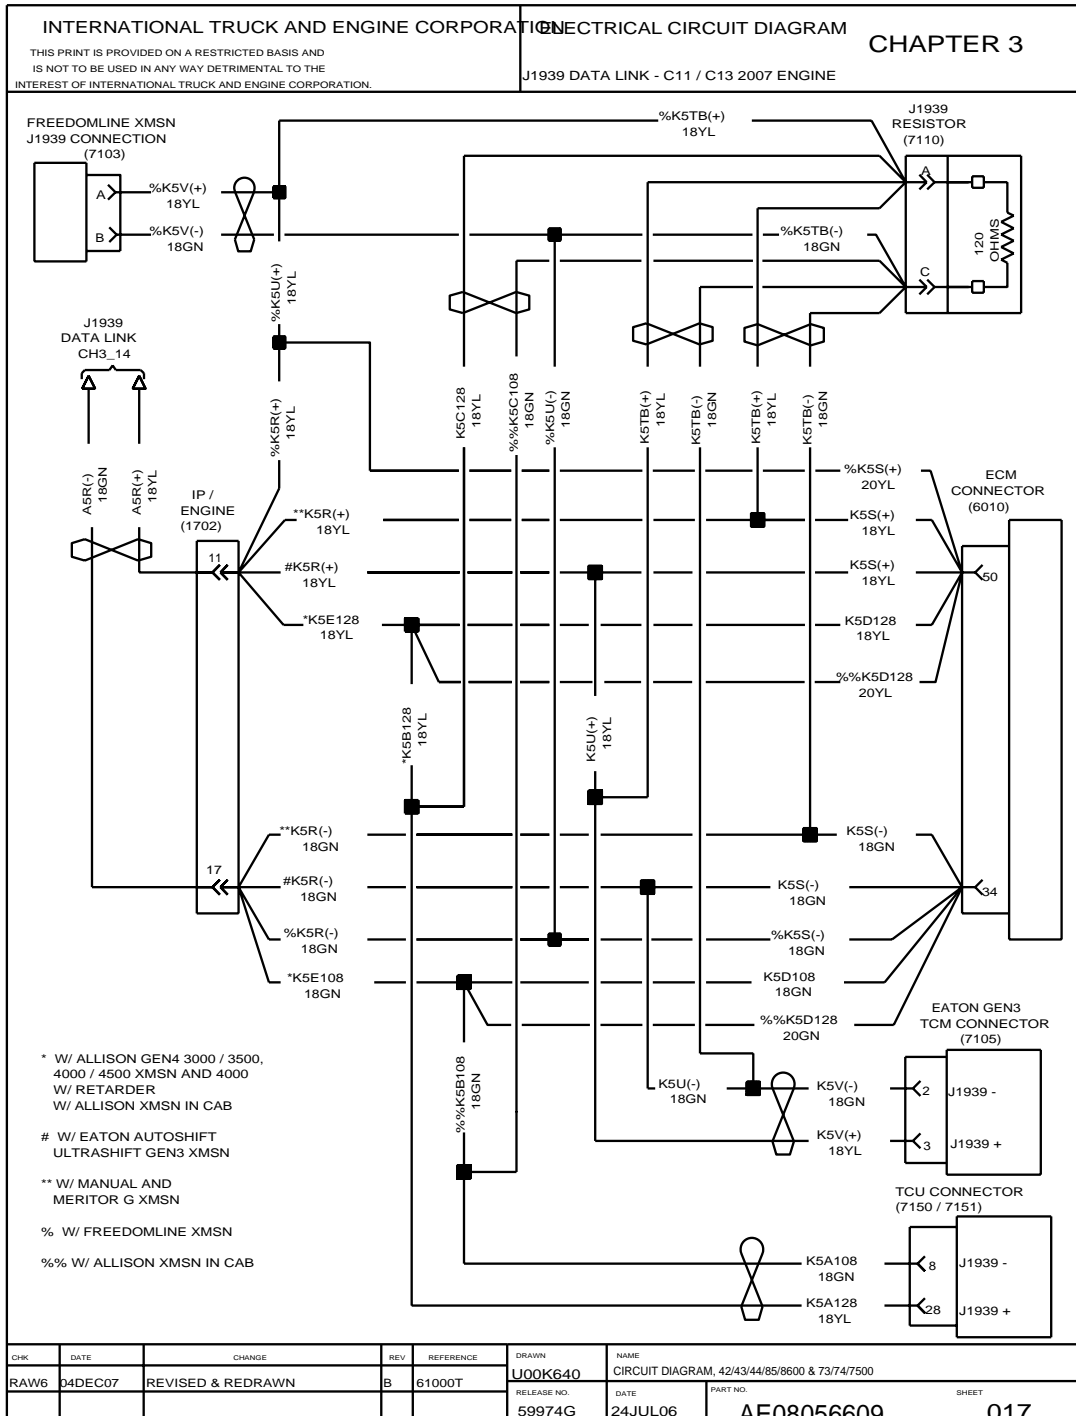 INTERNATIONAL TRUCK AND ENGINE CORPORATION
ELECTRICAL CIRCUIT DIAGRAM
CHAPTER 3
THIS PRINT IS PROVIDED ON A RESTRICTED BASIS AND
IS NOT TO BE USED IN ANY WAY DETRIMENTAL TO THE
INTEREST OF INTERNATIONAL TRUCK AND ENGINE CORPORATION.
J1939 DATA LINK - C11 / C13 2007 ENGINE
FREEDOMLINE XMSN
J1939 CONNECTION
(7103)
A
%K5V(+)
18YL
B
%K5V(-)
18GN
%K5TB(+)
18YL
J1939
RESISTOR
(7110)
A
C
120
OHMS
%K5TB(-)
18GN
%K5U(+)
18YL
J1939
DATA LINK
CH3_14
%K5R(+)
18YL
K5C128
18YL
%%K5C108
18GN
%K5U(-)
18GN
K5TB(+)
18YL
K5TB(-)
18GN
K5TB(+)
18YL
K5TB(-)
18GN
A5R(-)
18GN
A5R(+)
18YL
IP /
ENGINE
(1702)
11
**K5R(+)
18YL
#K5R(+)
18YL
*K5E128
18YL
%K5S(+)
20YL
K5S(+)
18YL
K5S(+)
18YL
K5D128
18YL
%%K5D128
20YL
ECM
CONNECTOR
(6010)
50
*K5B128
18YL
K5U(+)
18YL
17
**K5R(-)
18GN
#K5R(-)
18GN
%K5R(-)
18GN
*K5E108
18GN
K5S(-)
18GN
K5S(-)
18GN
%K5S(-)
18GN
K5D108
18GN
%%K5D128
20GN
34
%%K5B108
18GN
K5U(-)
18GN
K5V(-)
18GN
K5V(+)
18YL
EATON GEN3
TCM CONNECTOR
(7105)
2
J1939 -
3
J1939 +
TCU CONNECTOR
(7150 / 7151)
K5A108
18GN
8
J1939 -
K5A128
18YL
28
J1939 +
* W/ ALLISON GEN4 3000 / 3500,
4000 / 4500 XMSN AND 4000
W/ RETARDER
W/ ALLISON XMSN IN CAB
# W/ EATON AUTOSHIFT
ULTRASHIFT GEN3 XMSN
** W/ MANUAL AND
MERITOR G XMSN
% W/ FREEDOMLINE XMSN
%% W/ ALLISON XMSN IN CAB
CHK DATE CHANGE REV REFERENCE
RAW6 04DEC07 REVISED & REDRAWN B 61000T
DRAWN
U00K640
NAME
CIRCUIT DIAGRAM, 42/43/44/85/8600 & 73/74/7500
RELEASE NO.
59974G
DATE
24JUL06
PART NO.
AE08056609
SHEET
017